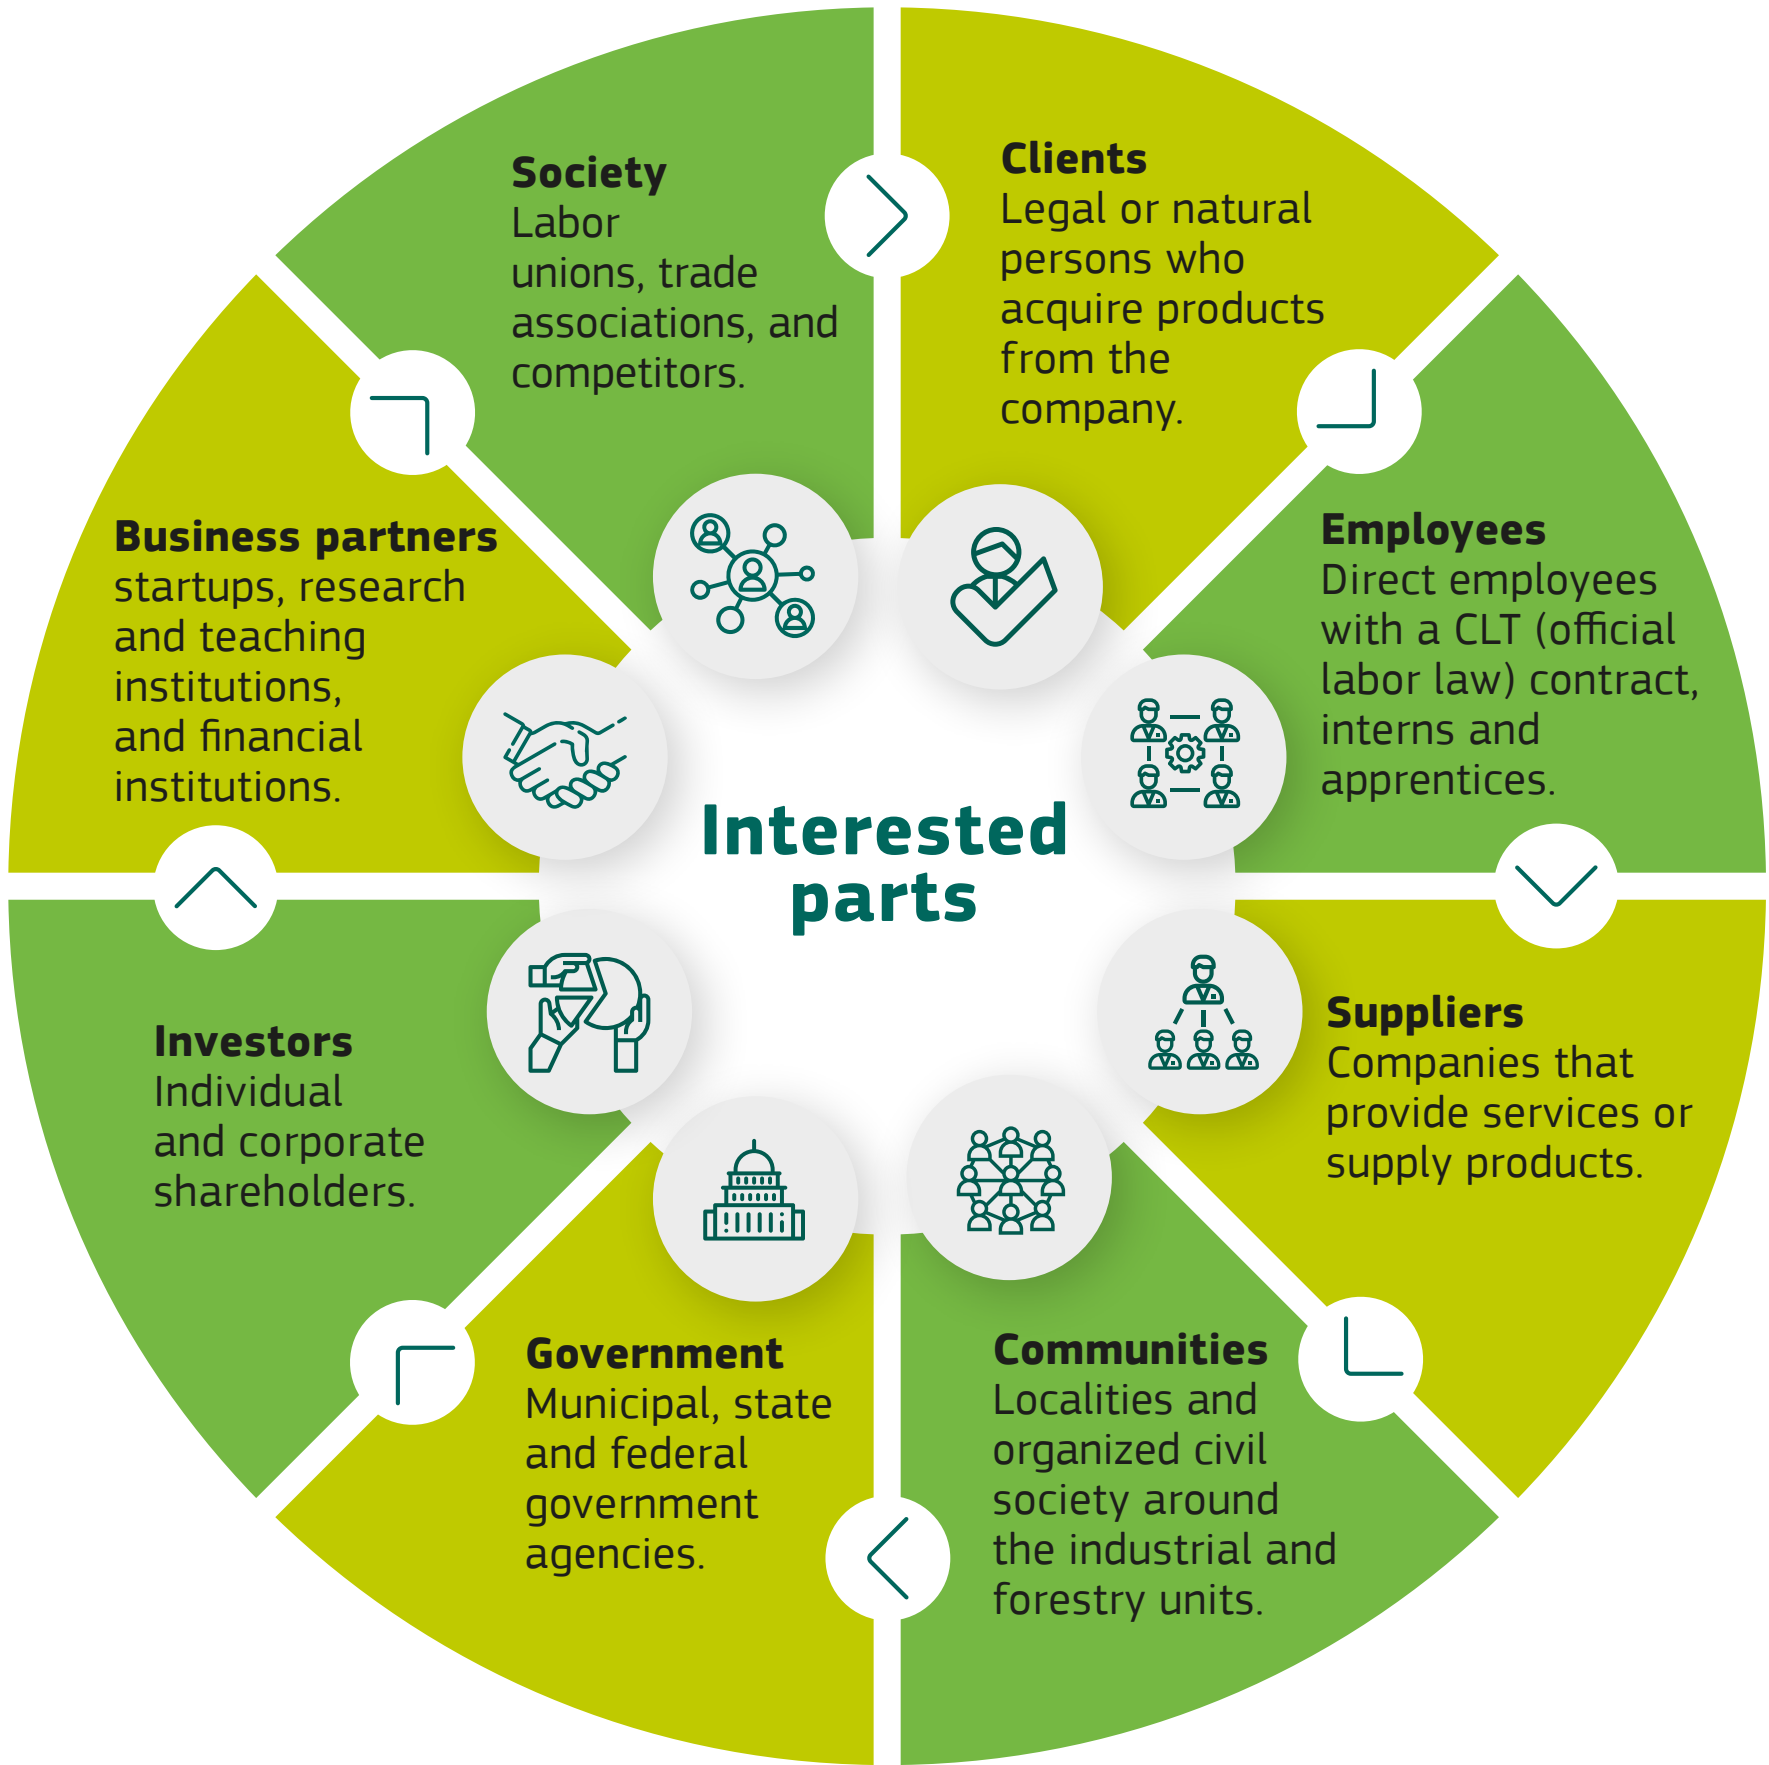 Society
Labor
unions, trade
associations, and
competitors.
Clients
Legal or natural
persons who
acquire products
from the
company.
Employees
Direct employees
with a CLT (official
labor law) contract,
interns and
apprentices.
Suppliers
Companies that
provide services or
supply products.
Communities
Localities and
organized civil
society around
the industrial and
forestry units.
Government
Municipal, state
and federal
government
agencies.
Investors
Individual
and corporate
shareholders.
Business partners
startups, research
and teaching
institutions,
and financial
institutions.
Interested
parts